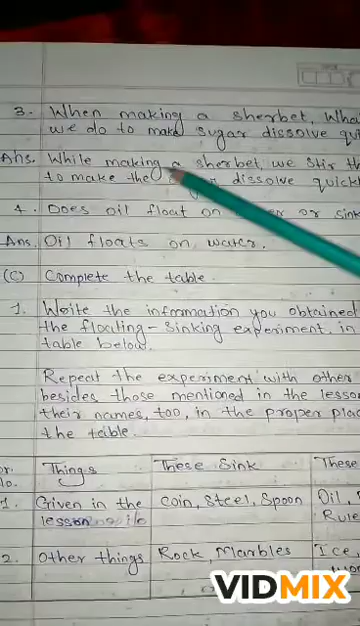 3. When making a sherbet, What
we do to make sugar dissolve qui
Ans. While making a sherbet, we stir th
to make the dissolve quickl
4. Does oil float on or sink
Ans. Oil floats on water.
(C) Complete the table.
1. Write the information you obtained
the floating - sinking experiment, in
table below.
Repeat the experiment with other
besides those mentioned in the lesson
their names, too, in the proper plac
the table.
Things These Sink These
1. Given in the Coin, Steel, Spoon Oil,
lesson Rule
2. Other things Rock, Marbles Ice,
VIDMIX